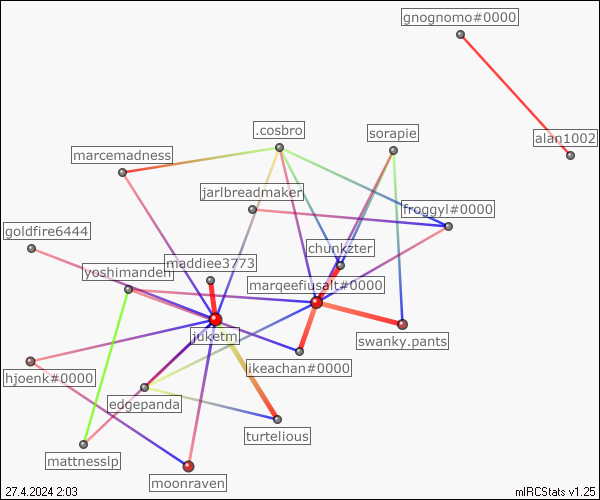 gnognomo#0000
alan1002
.cosbro
sorapie
marcemadness
jarlbreadmaker
froggyl#0000
goldfire6444
chunkzter
maddiee3773
yoshimanden
marqeefiusalt#0000
juketm
swanky.pants
ikeachan#0000
hjoenk#0000
edgepanda
turtelious
mattnesslp
moonraven
27.4.2024 2:03
mIRCStats v1.25